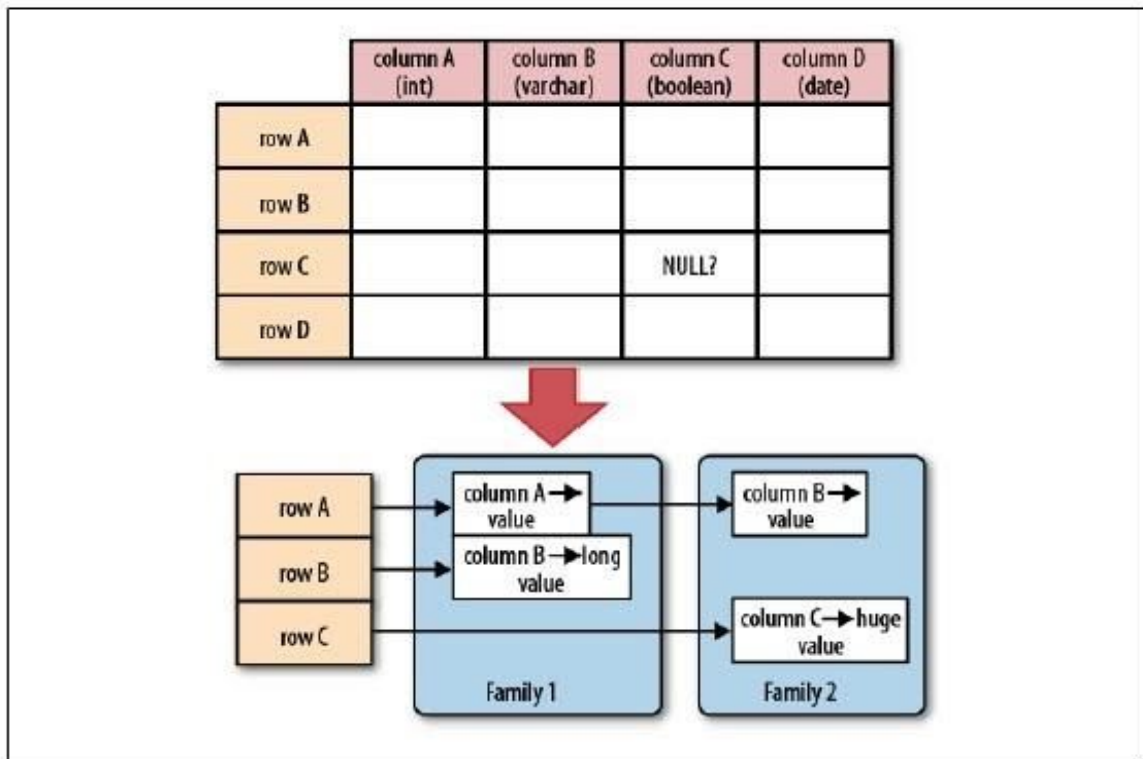 column A
(int)
column B
(varchar)
column C
(boolean)
column D
(date)
row A
row B
row C
NULL?
row D
row A
column A
value
column B
value
row B
column B long
value
row C
column C huge
value
Family 1
Family 2